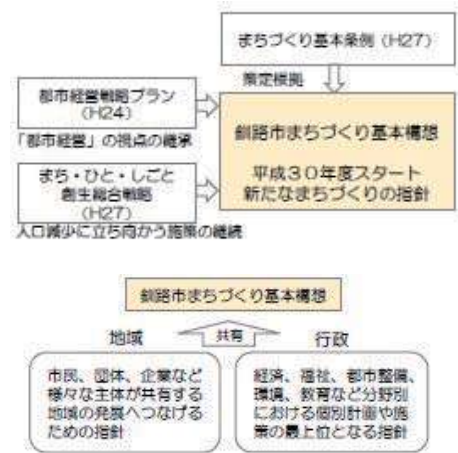 まちづくり基本条例(H27)
策定根拠
都市経営戦略プラン
(H24)
「都市経営」の視点の継承
まち・ひと・しごと
創生総合戦略
(H27)
人口減少に立ち向かう施策の継続
釧路市まちづくり基本構想
平成30年度スタート
新たなまちづくりの指針
釧路市まちづくり基本構想
地域
共有
行政
市民、団体、企業など
様々な主体が共有する
地域の発展へつなげる
ための指針
経済、福祉、都市整備、
環境、教育など分野別
における個別計画や施
策の最上位となる指針